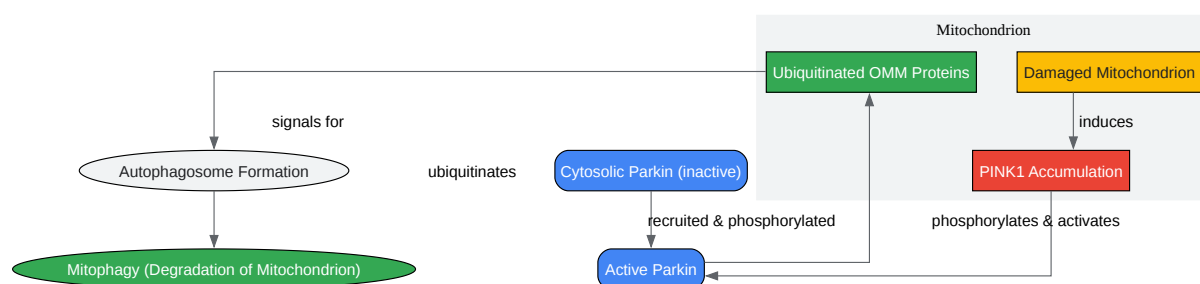 Mitochondrion
Ubiquitinated OMM Proteins
Damaged Mitochondrion
signals for
induces
Autophagosome Formation
ubiquitinates
Cytosolic Parkin (inactive)
PINK1 Accumulation
recruited & phosphorylated
phosphorylates & activates
Mitophagy (Degradation of Mitochondrion)
Active Parkin